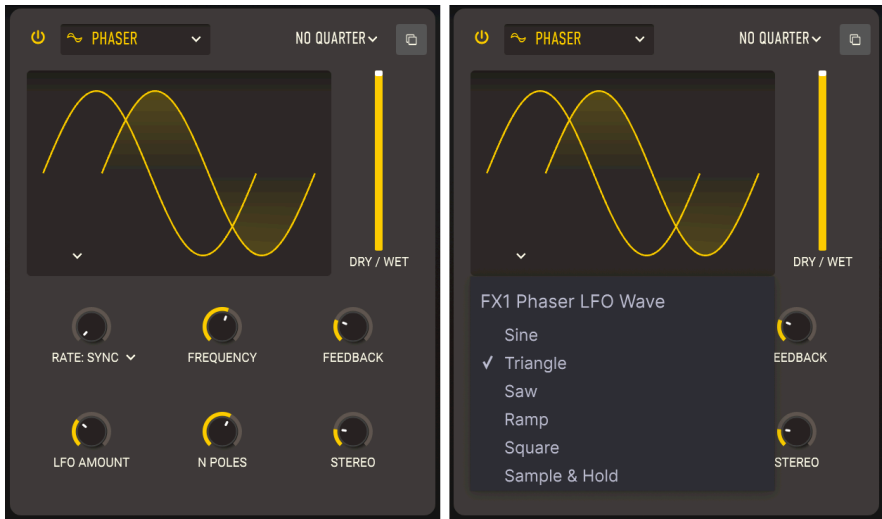 PHASER
NO QUARTER
DRY / WET
RATE: SYNC
FREQUENCY
FEEDBACK
LFO AMOUNT
N POLES
STEREO
PHASER
NO QUARTER
DRY / WET
FX1 Phaser LFO Wave
Sine
Triangle
Saw
Ramp
Square
Sample & Hold
EEDBACK
STEREO